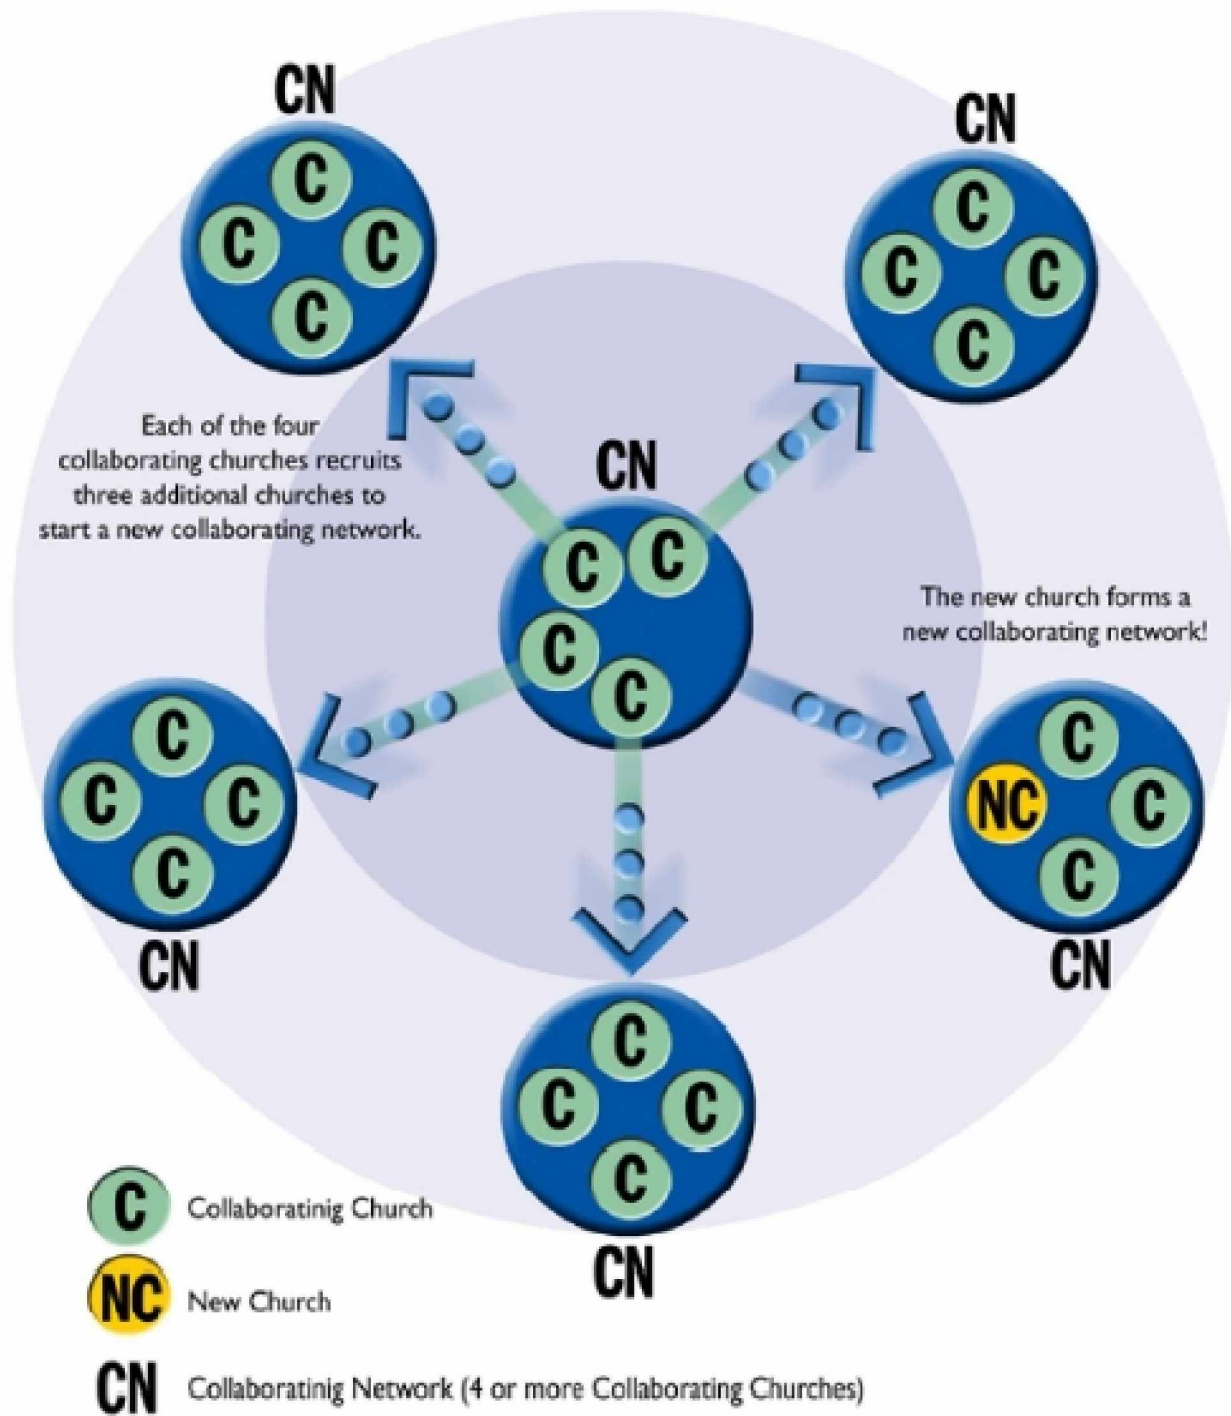 CN
C
C
C
C
CN
C
C
C
C
Each of the four
collaborating churches recruits
three additional churches to
start a new collaborating network.
CN
C
C
C
C
The new church forms a
new collaborating network!
C
C
C
C
CN
C
NC
C
C
CN
C
C
C
C
CN
C Collaboratinig Church
NC New Church
CN Collaboratinig Network (4 or more Collaborating Churches)